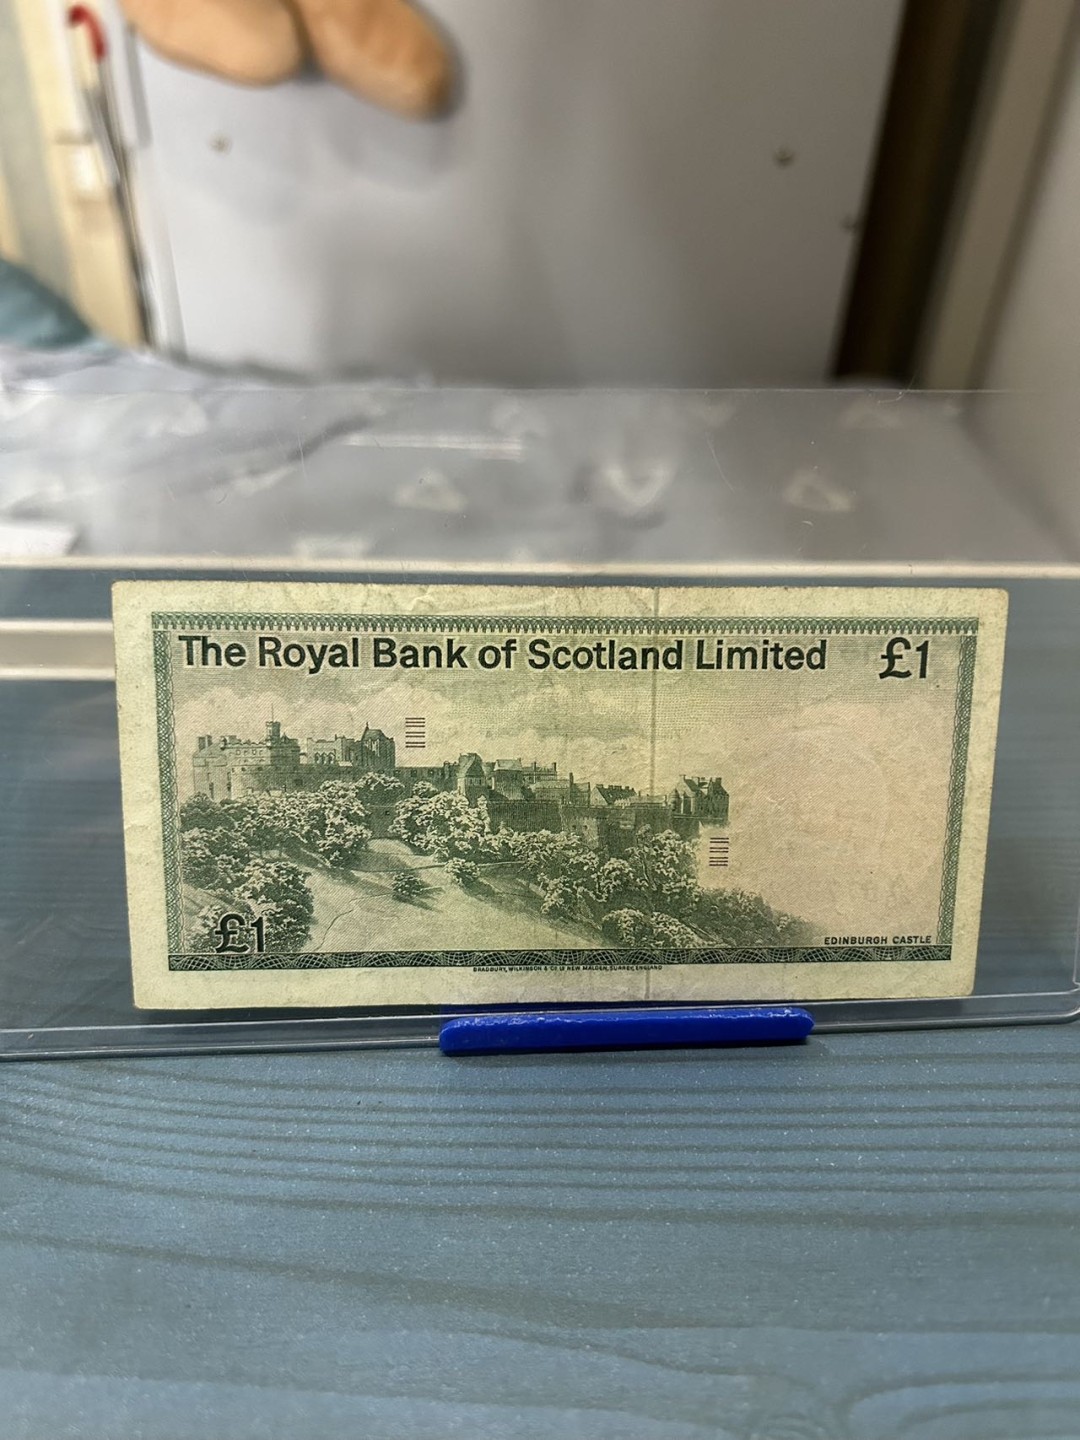 The Royal Bank of Scotland Limited £1
£1
EDINBURGH CASTLE
BRADBURY, WILKINSON & Co Ld NEW MALDEN, SURREY, ENGLAND